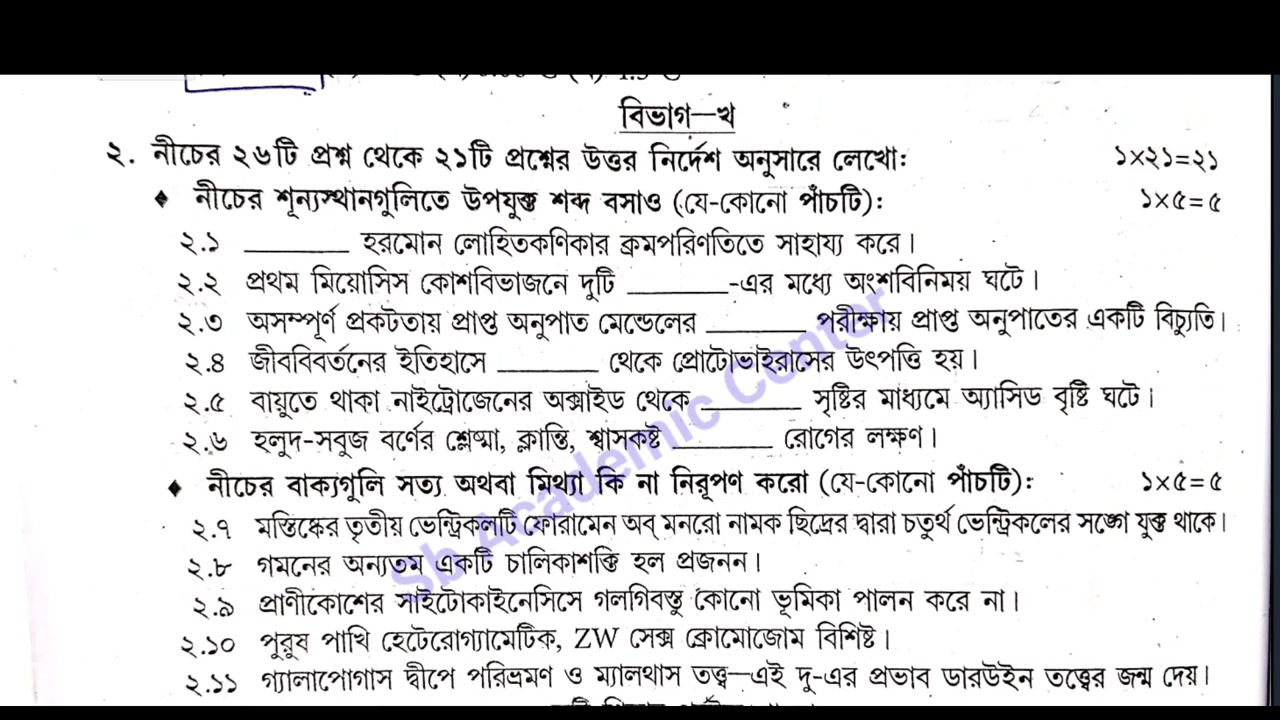 বিভাগ—খ
২. নীচের ২৬টি প্রশ্ন থেকে ২১টি প্রশ্নের উত্তর নির্দেশ অনুসারে লেখো: ১×২১=২১
♦ নীচের শূন্যস্থানগুলিতে উপযুক্ত শব্দ বসাও (যে-কোনো পাঁচটি): ১×৫=৫
২.১ ________ হরমোন লোহিতকণিকার ক্রমপরিণতিতে সাহায্য করে।
২.২ প্রথম মিয়োসিস কোশবিভাজনে দুটি ________-এর মধ্যে অংশবিনিময় ঘটে।
২.৩ অসম্পূর্ণ প্রকটতায় প্রাপ্ত অনুপাত মেন্ডেলের ________ পরীক্ষায় প্রাপ্ত অনুপাতের একটি বিচ্যুতি।
২.৪ জীববিবর্তনের ইতিহাসে ________ থেকে প্রোটোভাইরাসের উৎপত্তি হয়।
২.৫ বায়ুতে থাকা নাইট্রোজেনের অক্সাইড থেকে ________ সৃষ্টির মাধ্যমে অ্যাসিড বৃষ্টি ঘটে।
২.৬ হলুদ-সবুজ বর্ণের শ্লেষ্মা, ক্লান্তি, শ্বাসকষ্ট ________ রোগের লক্ষণ।
♦ নীচের বাক্যগুলি সত্য অথবা মিথ্যা কি না নিরূপণ করো (যে-কোনো পাঁচটি): ১×৫=৫
২.৭ মস্তিষ্কের তৃতীয় ভেন্ট্রিকলটি ফোরামেন অব্ মনরো নামক ছিদ্রের দ্বারা চতুর্থ ভেন্ট্রিকলের সঙ্গে যুক্ত থাকে।
২.৮ গমনের অন্যতম একটি চালিকাশক্তি হল প্রজনন।
২.৯ প্রাণীকোশের সাইটোকাইনেসিসে গলগিবস্তু কোনো ভূমিকা পালন করে না।
২.১০ পুরুষ পাখি হেটেরোগ্যামেটিক, ZW সেক্স ক্রোমোজোম বিশিষ্ট।
২.১১ গ্যালাপোগাস দ্বীপে পরিভ্রমণ ও ম্যালথাস তত্ত্ব—এই দু-এর প্রভাব ডারউইন তত্ত্বের জন্ম দেয়।
Sb Academic Center